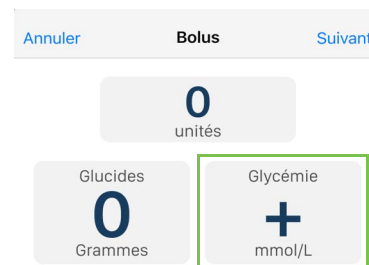 Annuler Bolus Suivant
0
unités
Glucides
0
Grammes
Glycémie
+
mmol/L